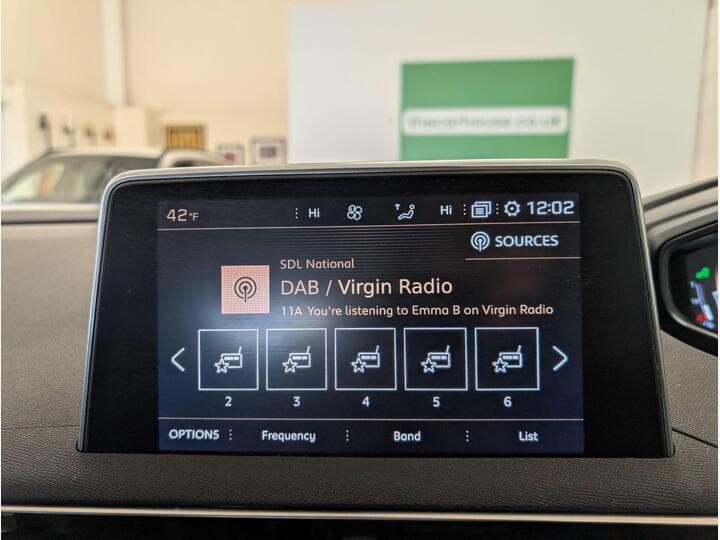 thecarhouse.co.uk
42°F Hi Hi 12:02
SOURCES
SDL National
DAB / Virgin Radio
11A You're listening to Emma B on Virgin Radio
2 3 4 5 6
OPTIONS Frequency Band List